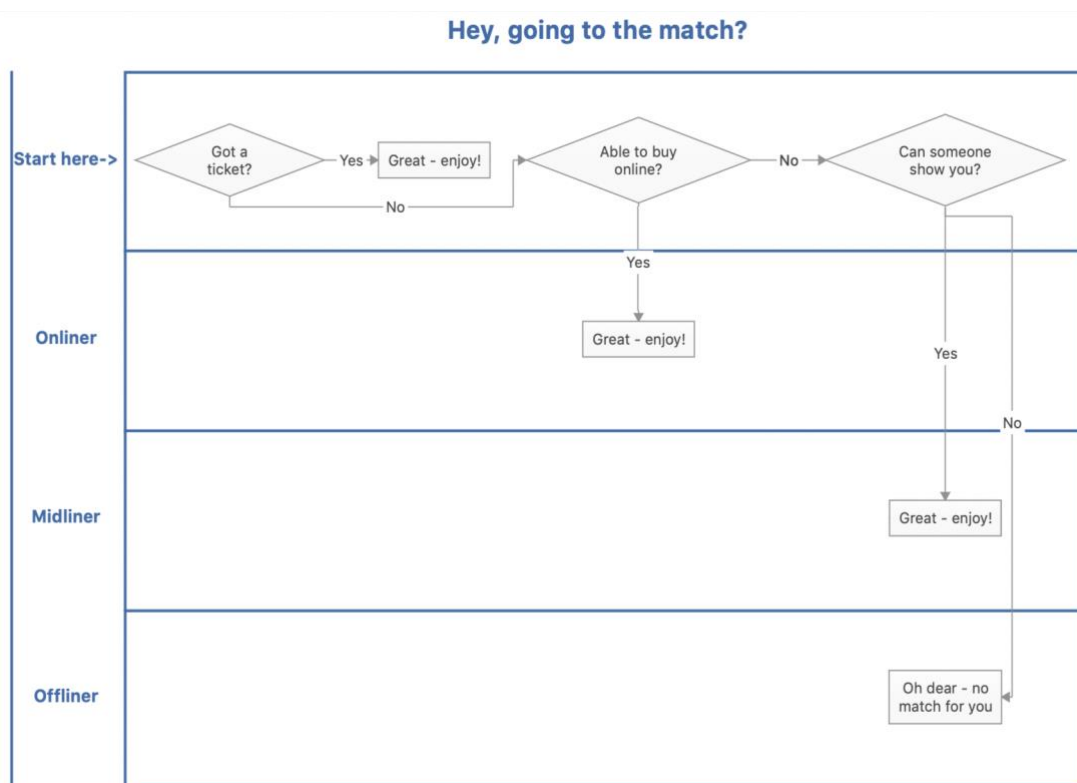 Hey, going to the match?
Start here->
Got a
ticket?
Yes
Great - enjoy!
No
Able to buy
online?
No
Can someone
show you?
Onliner
Yes
Great - enjoy!
Yes
No
Midliner
Great - enjoy!
Offliner
Oh dear - no
match for you